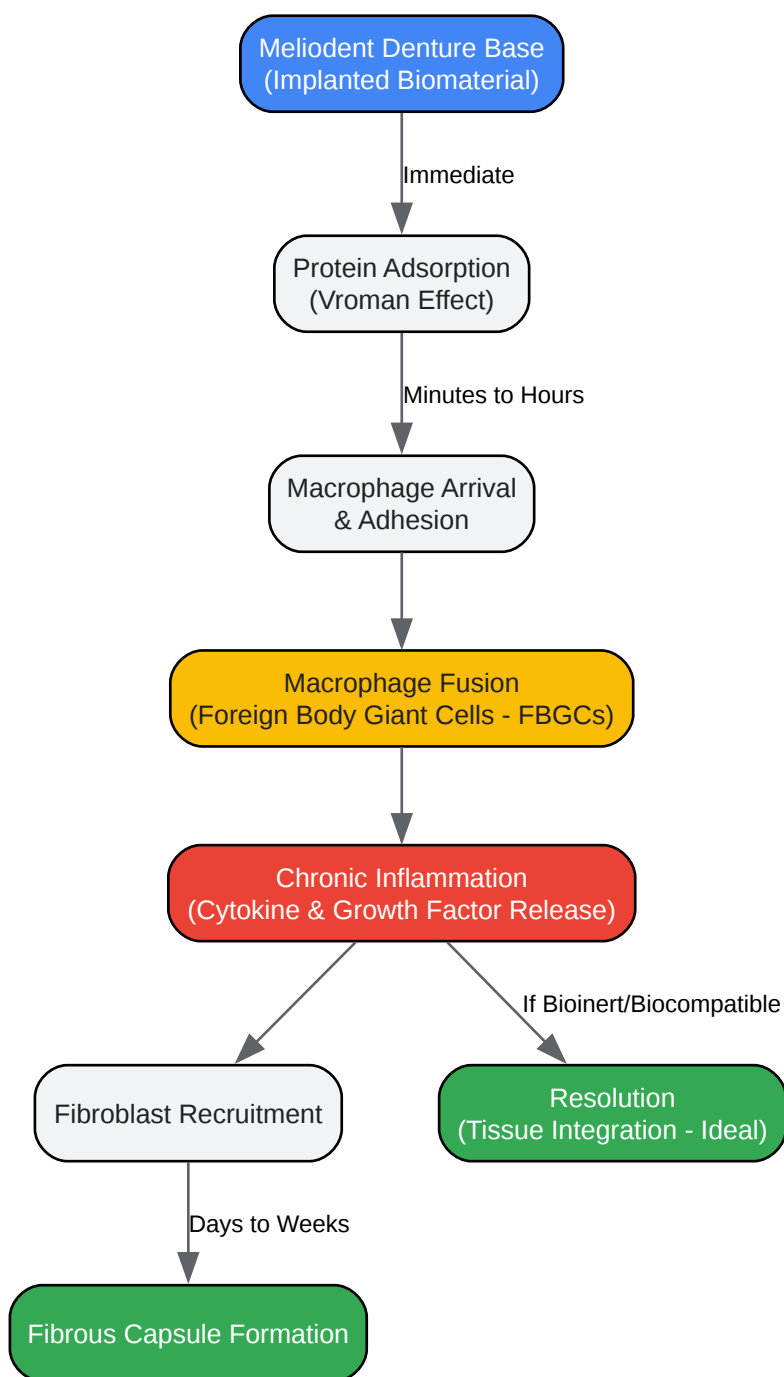 Meliodent Denture Base
(Implanted Biomaterial)
Immediate
Protein Adsorption
(Vroman Effect)
Minutes to Hours
Macrophage Arrival
& Adhesion
Macrophage Fusion
(Foreign Body Giant Cells - FBGCs)
Chronic Inflammation
(Cytokine & Growth Factor Release)
If Bioinert/Biocompatible
Fibroblast Recruitment
Resolution
(Tissue Integration - Ideal)
Days to Weeks
Fibrous Capsule Formation